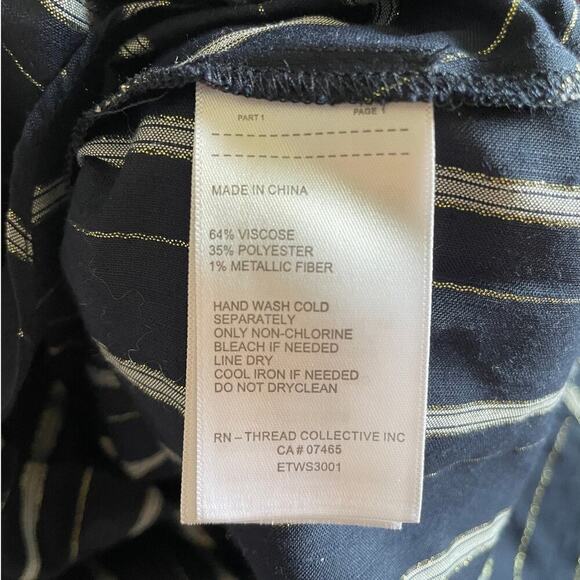 PART 1 PAGE 1
MADE IN CHINA
64% VISCOSE
35% POLYESTER
1% METALLIC FIBER
HAND WASH COLD
SEPARATELY
ONLY NON-CHLORINE
BLEACH IF NEEDED
LINE DRY
COOL IRON IF NEEDED
DO NOT DRYCLEAN
RN – THREAD COLLECTIVE INC
CA # 07465
ETWS3001